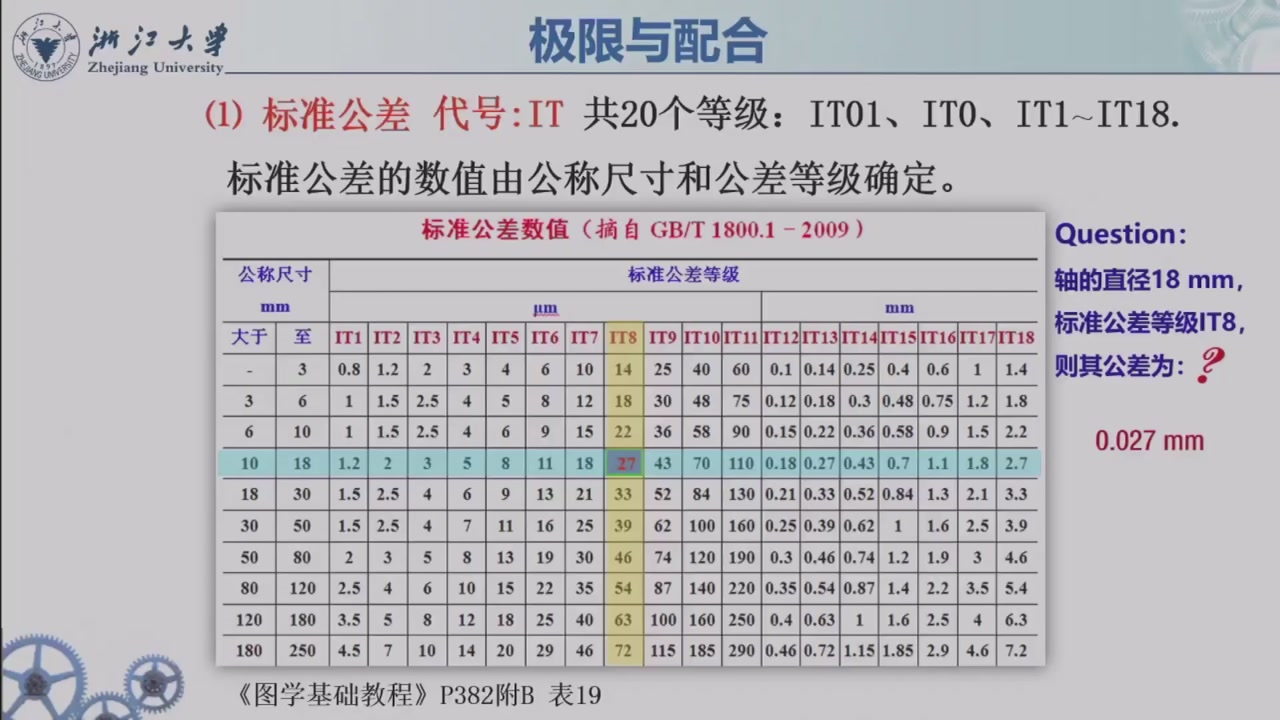 浙江大学
Zhejiang University
极限与配合
(1) 标准公差 代号:IT 共20个等级：IT01、IT0、IT1~IT18.
标准公差的数值由公称尺寸和公差等级确定。
标准公差数值（摘自 GB/T 1800.1－2009）
公称尺寸 标准公差等级
mm μm mm
大于 至 IT1 IT2 IT3 IT4 IT5 IT6 IT7 IT8 IT9 IT10 IT11 IT12 IT13 IT14 IT15 IT16 IT17 IT18
- 3 0.8 1.2 2 3 4 6 10 14 25 40 60 0.1 0.14 0.25 0.4 0.6 1 1.4
3 6 1 1.5 2.5 4 5 8 12 18 30 48 75 0.12 0.18 0.3 0.48 0.75 1.2 1.8
6 10 1 1.5 2.5 4 6 9 15 22 36 58 90 0.15 0.22 0.36 0.58 0.9 1.5 2.2
10 18 1.2 2 3 5 8 11 18 27 43 70 110 0.18 0.27 0.43 0.7 1.1 1.8 2.7
18 30 1.5 2.5 4 6 9 13 21 33 52 84 130 0.21 0.33 0.52 0.84 1.3 2.1 3.3
30 50 1.5 2.5 4 7 11 16 25 39 62 100 160 0.25 0.39 0.62 1 1.6 2.5 3.9
50 80 2 3 5 8 13 19 30 46 74 120 190 0.3 0.46 0.74 1.2 1.9 3 4.6
80 120 2.5 4 6 10 15 22 35 54 87 140 220 0.35 0.54 0.87 1.4 2.2 3.5 5.4
120 180 3.5 5 8 12 18 25 40 63 100 160 250 0.4 0.63 1 1.6 2.5 4 6.3
180 250 4.5 7 10 14 20 29 46 72 115 185 290 0.46 0.72 1.15 1.85 2.9 4.6 7.2
Question：
轴的直径18 mm，
标准公差等级IT8，
则其公差为：?
0.027 mm
《图学基础教程》P382附B 表19